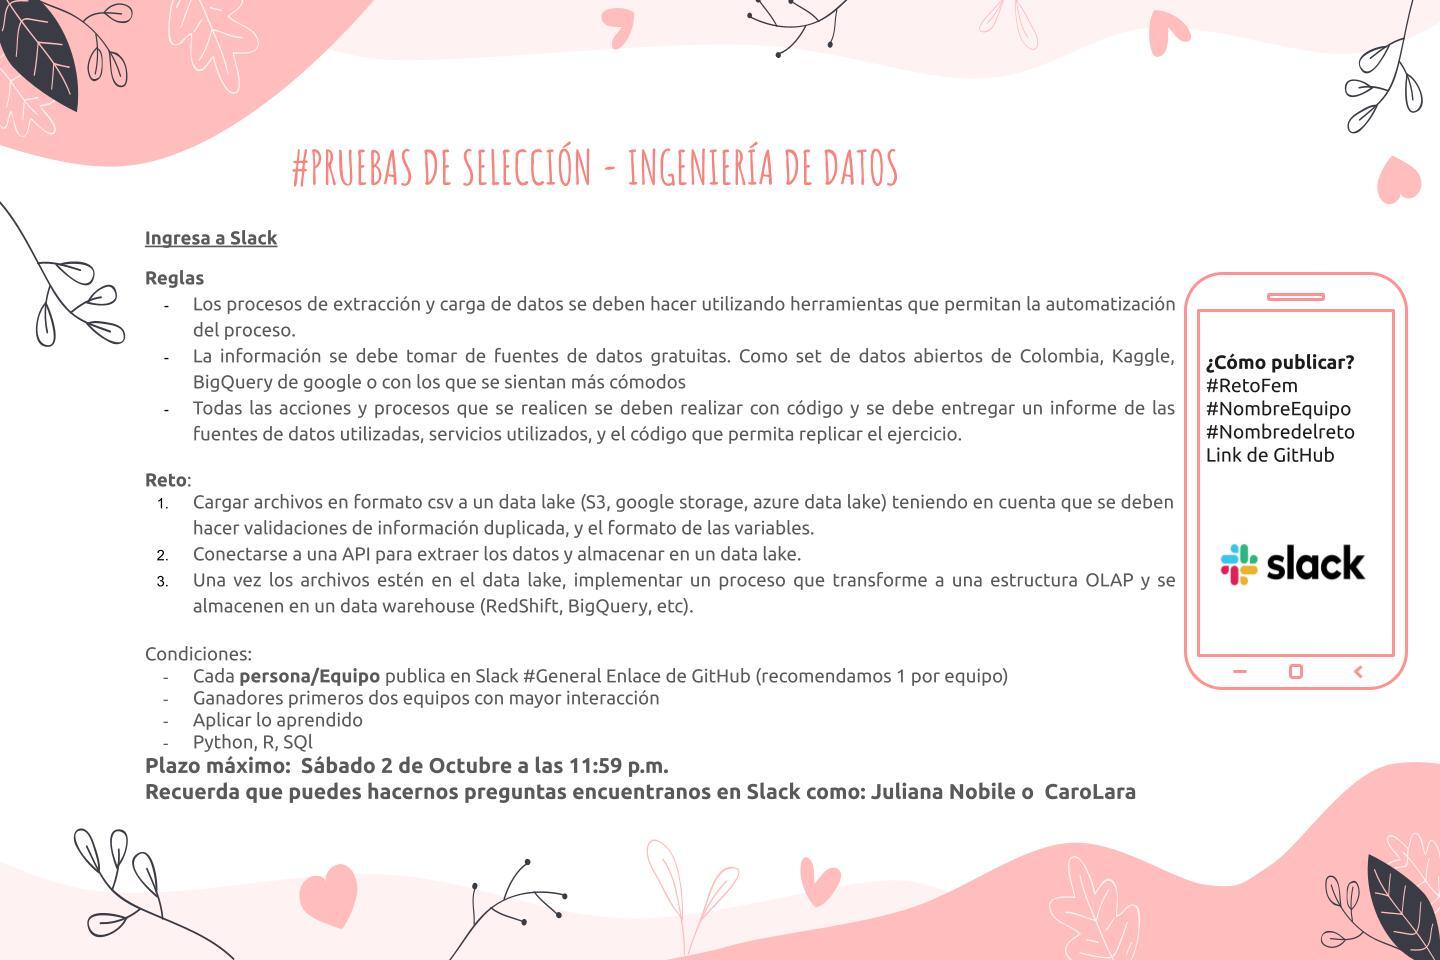 #PRUEBAS DE SELECCIÓN - INGENIERÍA DE DATOS
Ingresa a Slack
Reglas
- Los procesos de extracción y carga de datos se deben hacer utilizando herramientas que permitan la automatización
del proceso.
- La información se debe tomar de fuentes de datos gratuitas. Como set de datos abiertos de Colombia, Kaggle,
BigQuery de google o con los que se sientan más cómodos
- Todas las acciones y procesos que se realicen se deben realizar con código y se debe entregar un informe de las
fuentes de datos utilizadas, servicios utilizados, y el código que permita replicar el ejercicio.
Reto:
1. Cargar archivos en formato csv a un data lake (S3, google storage, azure data lake) teniendo en cuenta que se deben
hacer validaciones de información duplicada, y el formato de las variables.
2. Conectarse a una API para extraer los datos y almacenar en un data lake.
3. Una vez los archivos estén en el data lake, implementar un proceso que transforme a una estructura OLAP y se
almacenen en un data warehouse (RedShift, BigQuery, etc).
Condiciones:
- Cada persona/Equipo publica en Slack #General Enlace de GitHub (recomendamos 1 por equipo)
- Ganadores primeros dos equipos con mayor interacción
- Aplicar lo aprendido
- Python, R, SQl
Plazo máximo: Sábado 2 de Octubre a las 11:59 p.m.
Recuerda que puedes hacernos preguntas encuentranos en Slack como: Juliana Nobile o CaroLara
¿Cómo publicar?
#RetoFem
#NombreEquipo
#Nombredelreto
Link de GitHub
slack